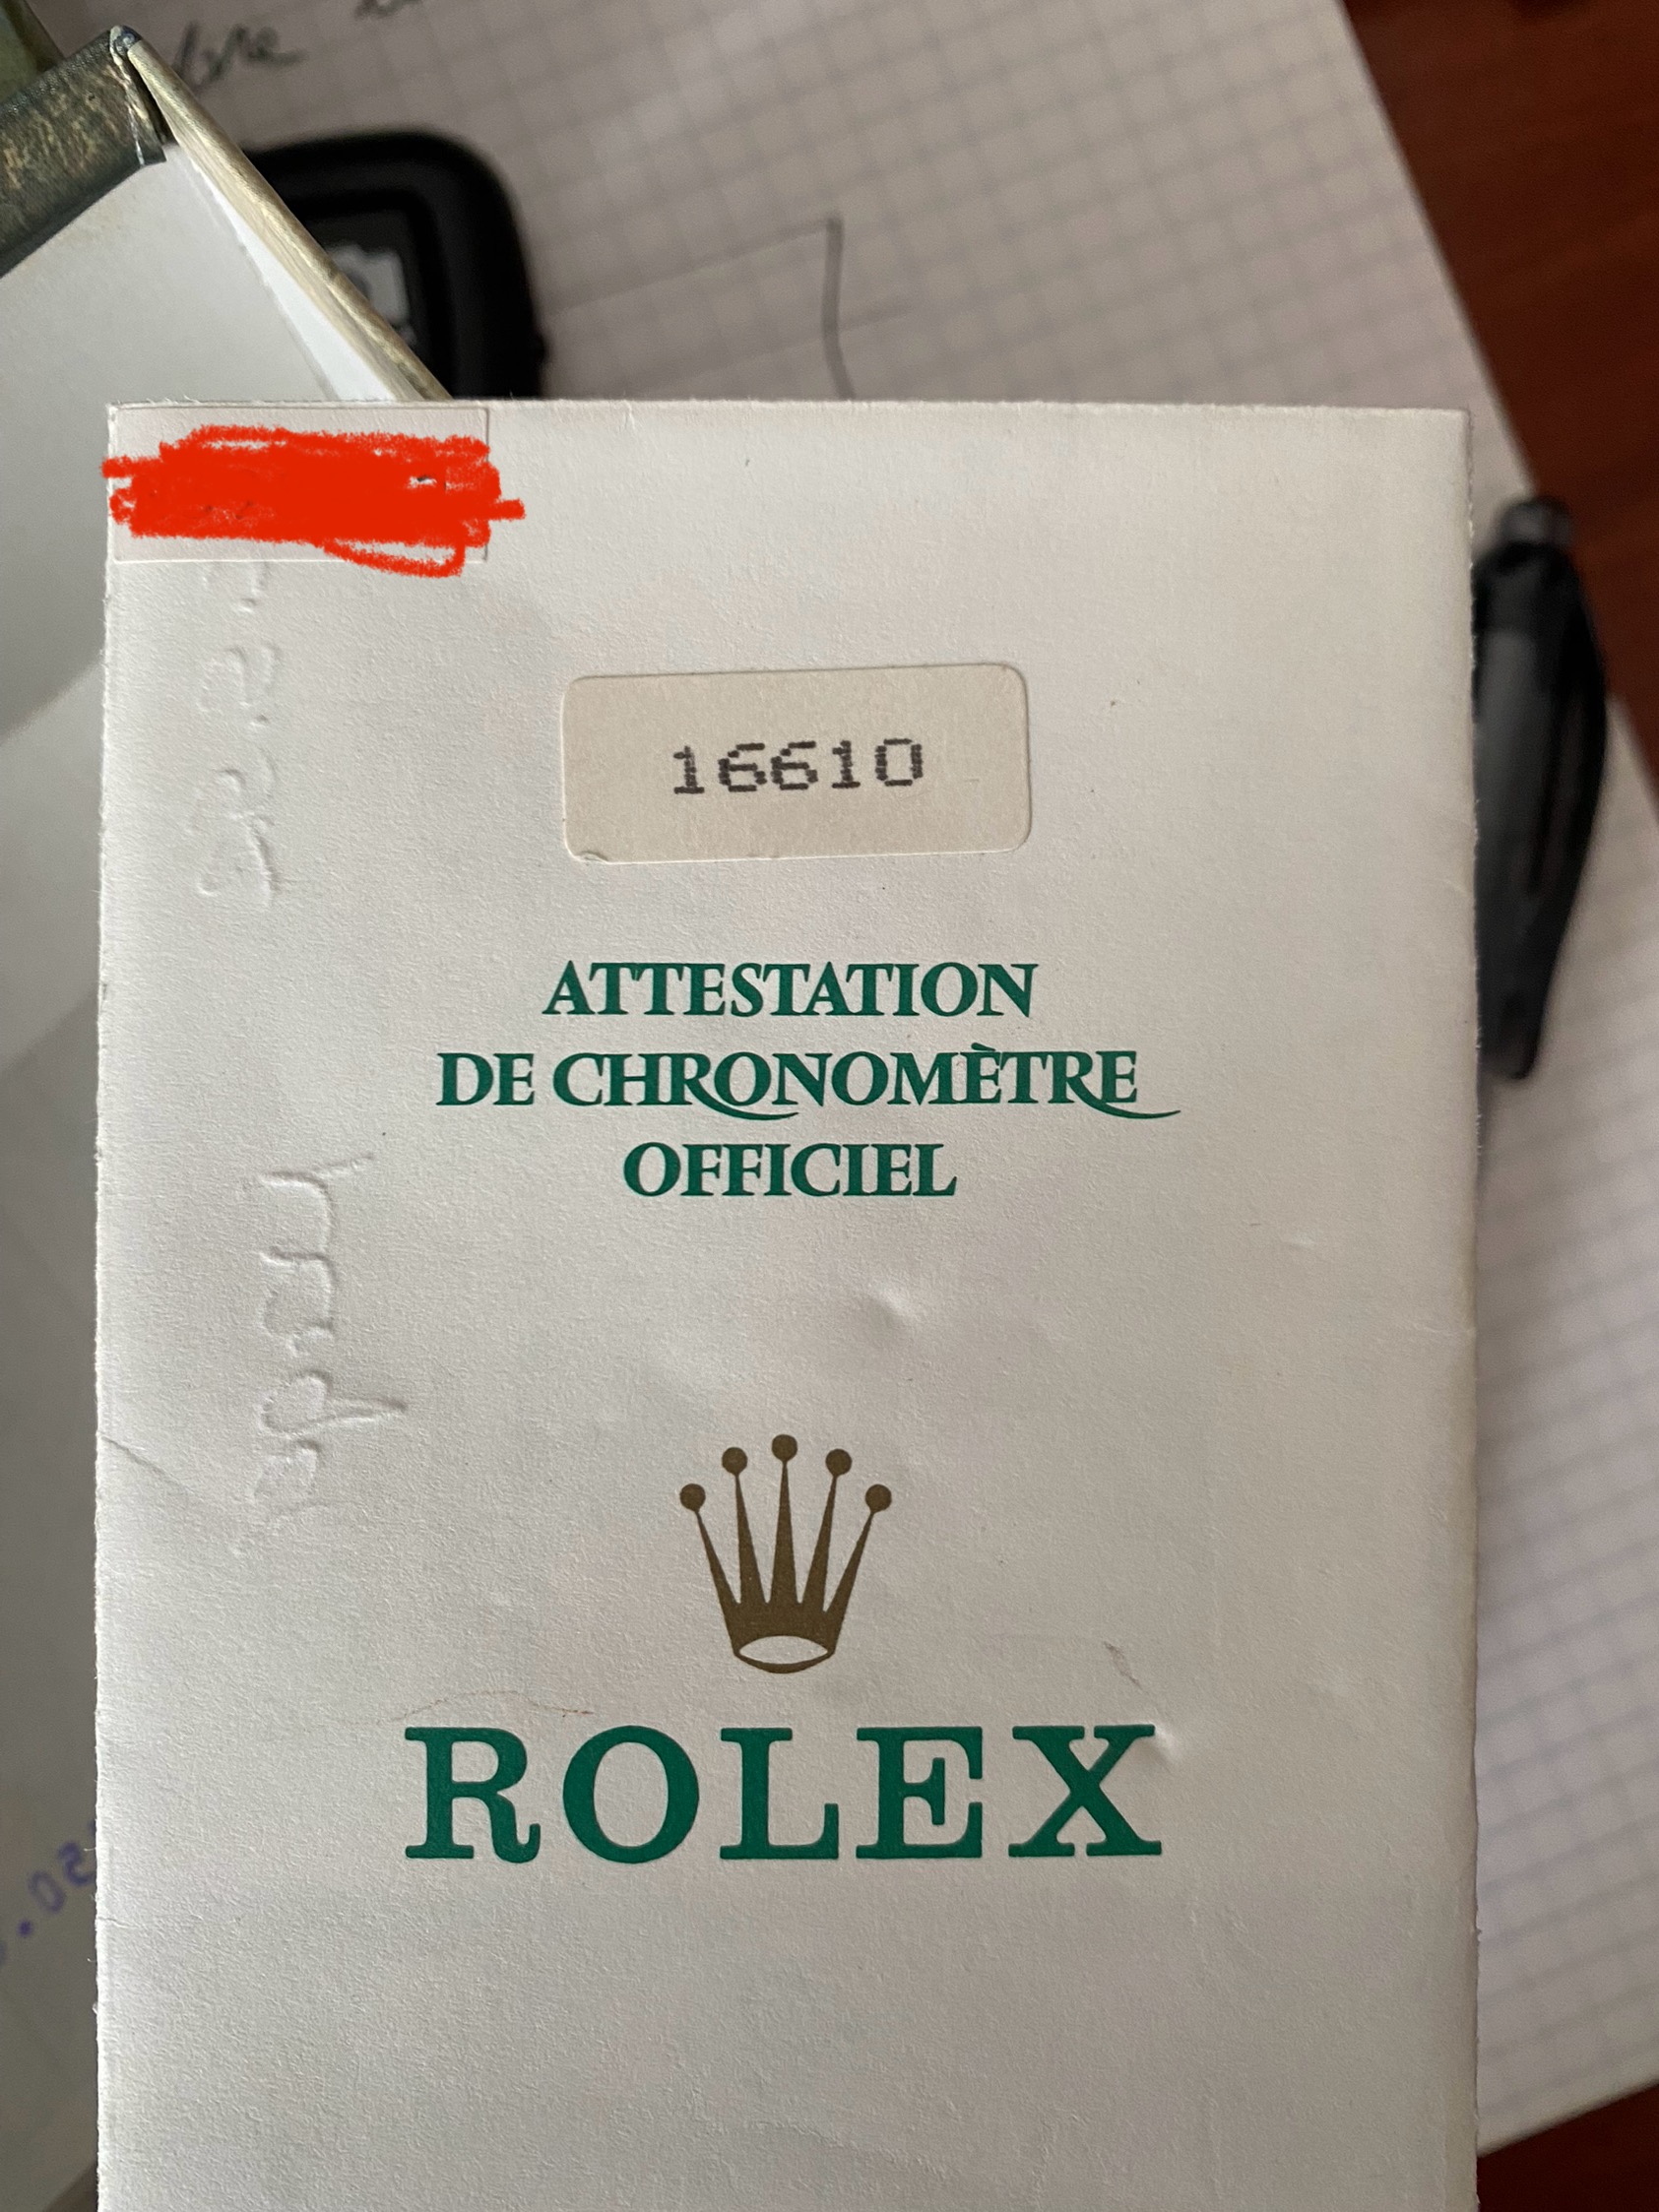 16610
ATTESTATION
DE CHRONOMÈTRE
OFFICIEL
ROLEX